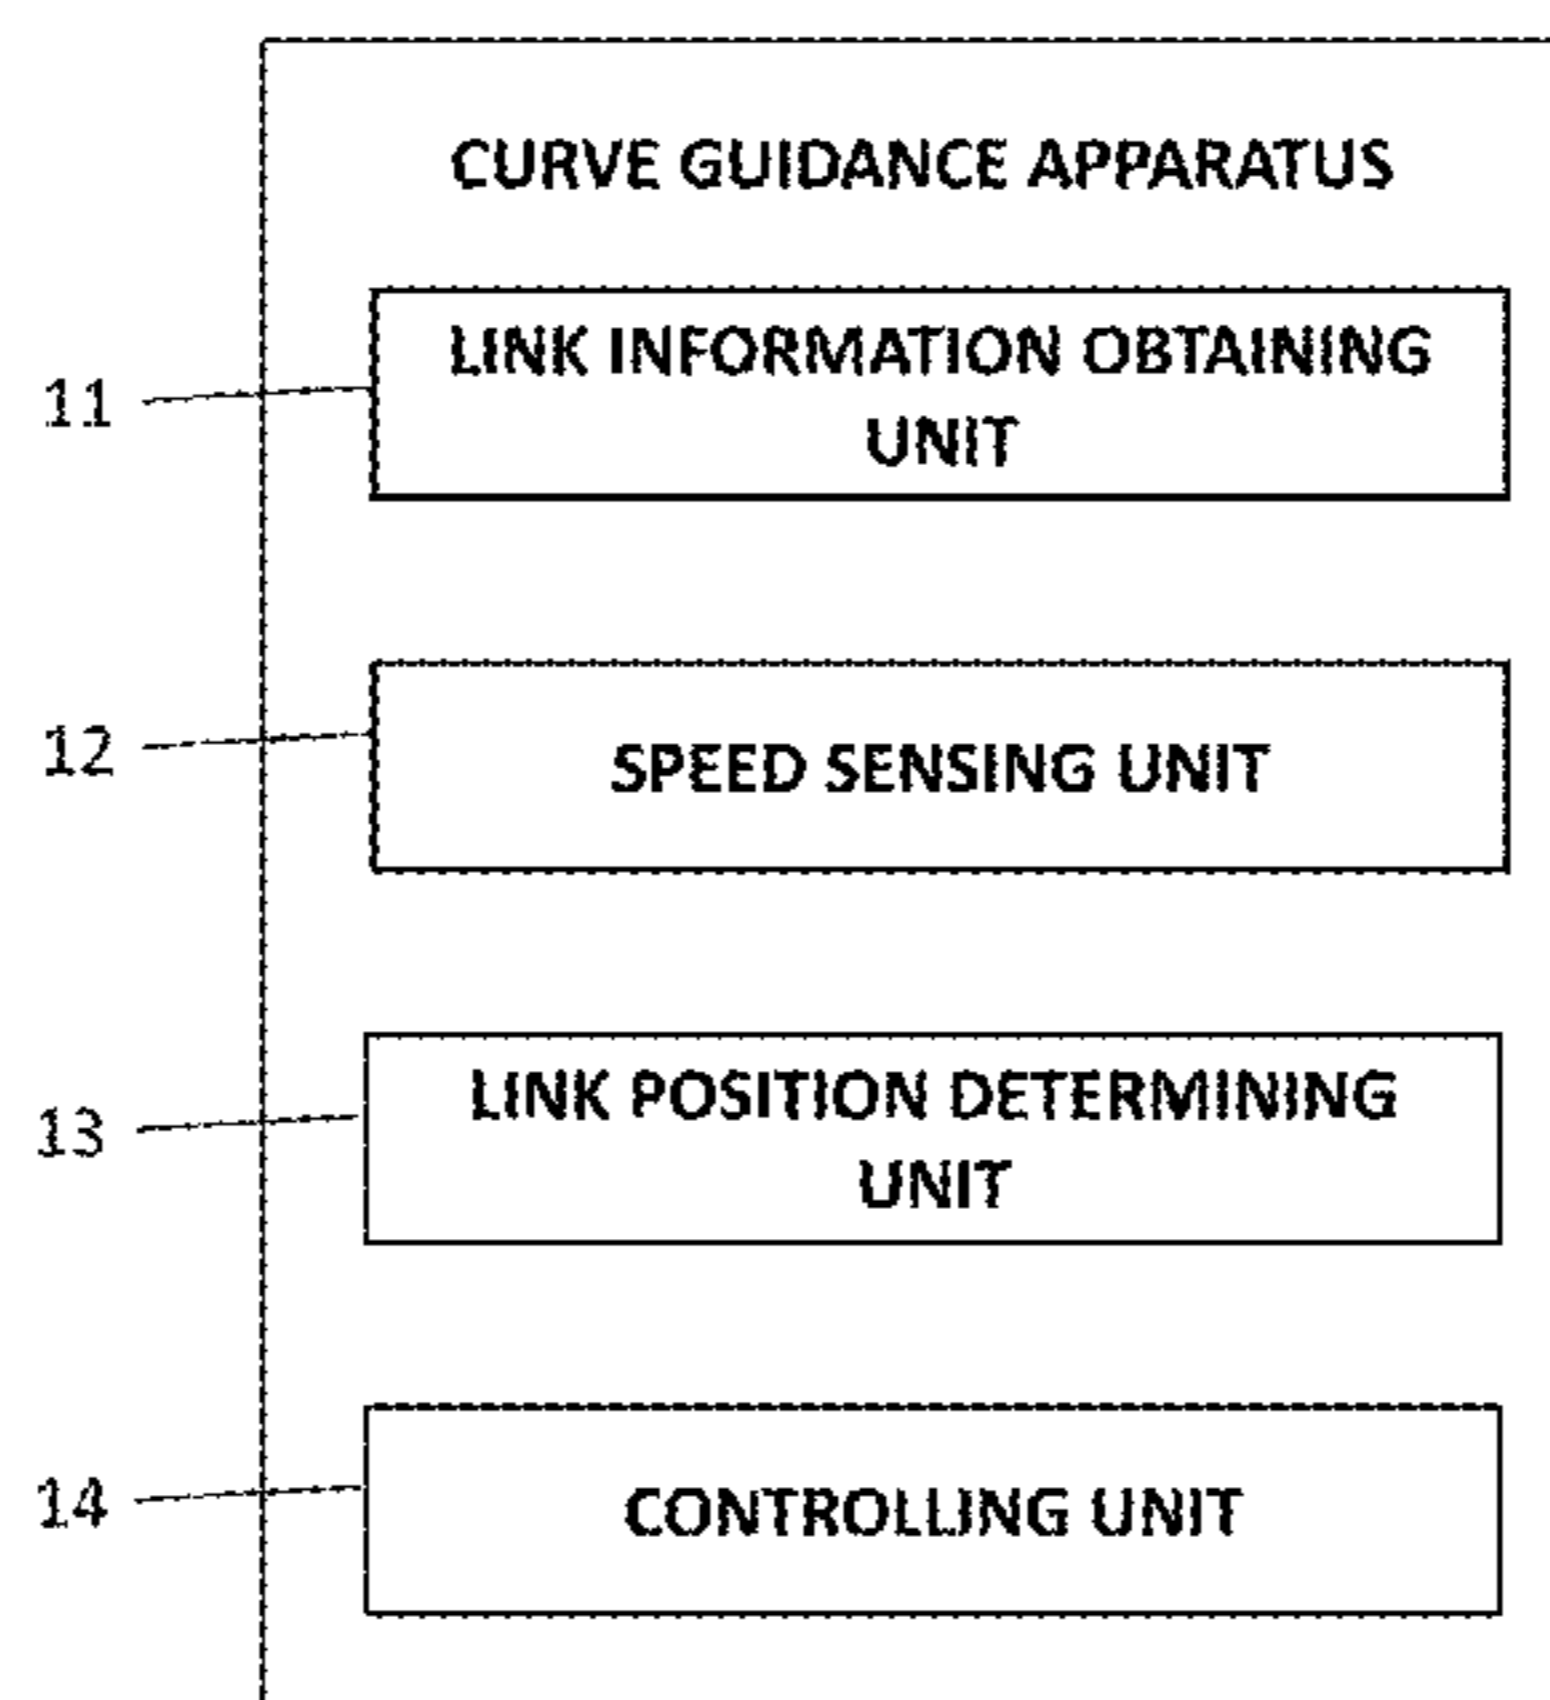 CURVE GUIDANCE APPARATUS
LINK INFORMATION OBTAINING
UNIT
11
12
SPEED SENSING UNIT
LINK POSITION DETERMINING
13
UNIT
14
CONTROLLING UNIT